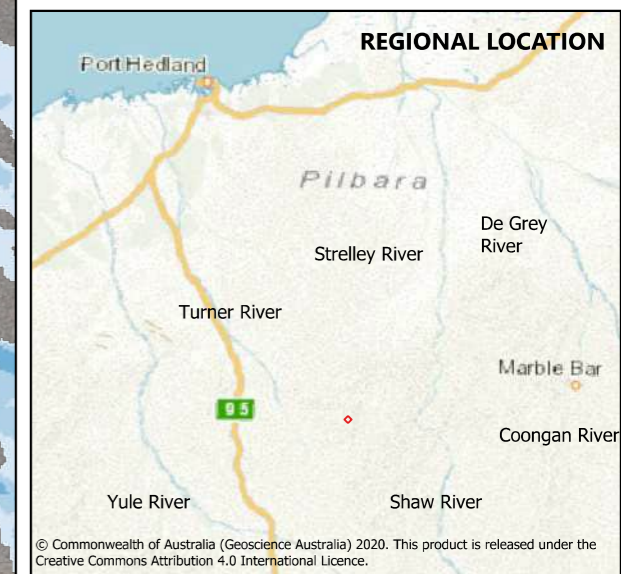 REGIONAL LOCATION
Port Hedland
Pilbara
De Grey
River
Strelley River
Turner River
Marble Bar
95
Coongan River
Yule River
Shaw River
© Commonwealth of Australia (Geoscience Australia) 2020. This product is released under the
Creative Commons Attribution 4.0 International Licence.